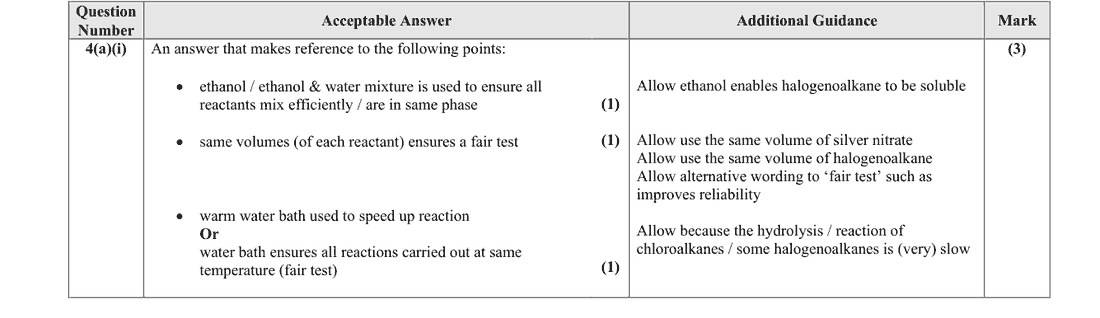 Question Number
Acceptable Answer
Additional Guidance
Mark
4(a)(i)
An answer that makes reference to the following points:
(3)
• ethanol / ethanol & water mixture is used to ensure all
reactants mix efficiently / are in same phase
(1)
Allow ethanol enables halogenoalkane to be soluble
• same volumes (of each reactant) ensures a fair test
(1)
Allow use the same volume of silver nitrate
Allow use the same volume of halogenoalkane
Allow alternative wording to ‘fair test’ such as
improves reliability
• warm water bath used to speed up reaction
Or
water bath ensures all reactions carried out at same
temperature (fair test)
(1)
Allow because the hydrolysis / reaction of
chloroalkanes / some halogenoalkanes is (very) slow